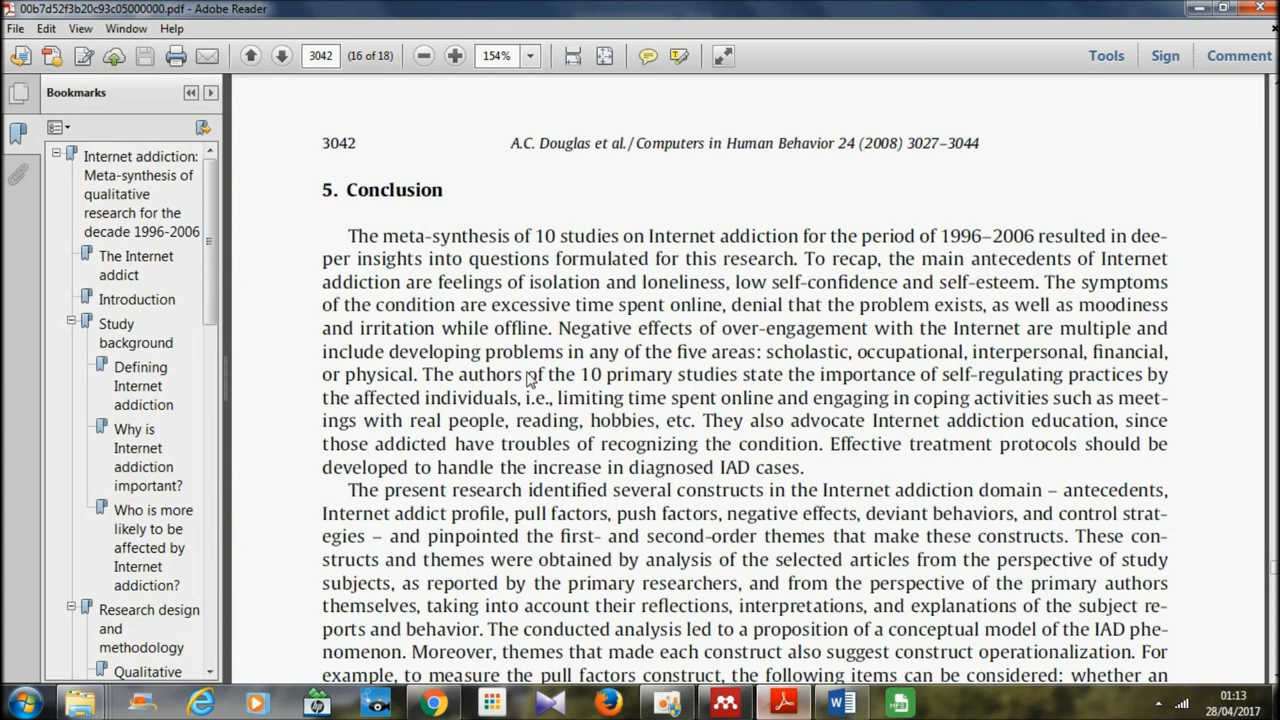 00b7d52f3b20c93c05000000.pdf - Adobe Reader
File Edit View Window Help
3042 (16 of 18) 154% Tools Sign Comment
Bookmarks
Internet addiction:
Meta-synthesis of
qualitative
research for the
decade 1996-2006
The Internet
addict
Introduction
Study
background
Defining
Internet
addiction
Why is
Internet
addiction
important?
Who is more
likely to be
affected by
Internet
addiction?
Research design
and
methodology
Qualitative
3042 A.C. Douglas et al. / Computers in Human Behavior 24 (2008) 3027–3044
5. Conclusion
The meta-synthesis of 10 studies on Internet addiction for the period of 1996–2006 resulted in dee-
per insights into questions formulated for this research. To recap, the main antecedents of Internet
addiction are feelings of isolation and loneliness, low self-confidence and self-esteem. The symptoms
of the condition are excessive time spent online, denial that the problem exists, as well as moodiness
and irritation while offline. Negative effects of over-engagement with the Internet are multiple and
include developing problems in any of the five areas: scholastic, occupational, interpersonal, financial,
or physical. The authors of the 10 primary studies state the importance of self-regulating practices by
the affected individuals, i.e., limiting time spent online and engaging in coping activities such as meet-
ings with real people, reading, hobbies, etc. They also advocate Internet addiction education, since
those addicted have troubles of recognizing the condition. Effective treatment protocols should be
developed to handle the increase in diagnosed IAD cases.
The present research identified several constructs in the Internet addiction domain – antecedents,
Internet addict profile, pull factors, push factors, negative effects, deviant behaviors, and control strat-
egies – and pinpointed the first- and second-order themes that make these constructs. These con-
structs and themes were obtained by analysis of the selected articles from the perspective of study
subjects, as reported by the primary researchers, and from the perspective of the primary authors
themselves, taking into account their reflections, interpretations, and explanations of the subject re-
ports and behavior. The conducted analysis led to a proposition of a conceptual model of the IAD phe-
nomenon. Moreover, themes that made each construct also suggest construct operationalization. For
example, to measure the pull factors construct, the following items can be considered: whether an
01:13
28/04/2017